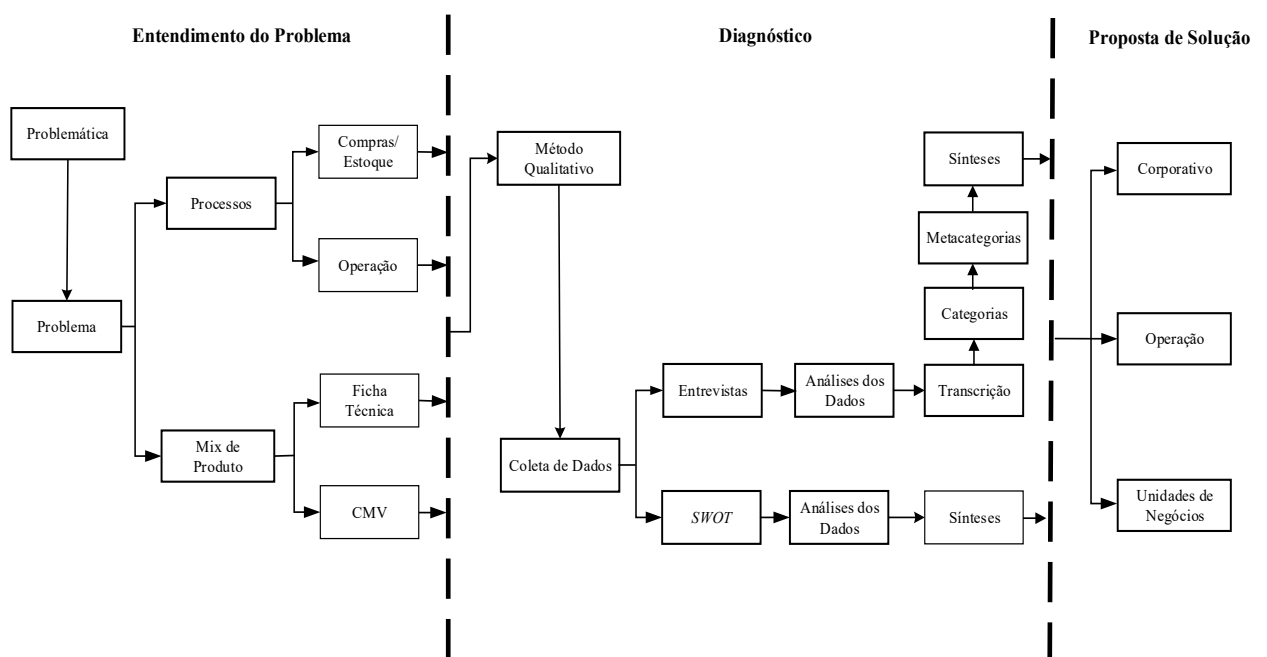 Entendimento do Problema
Diagnóstico
Proposta de Solução
Problemática
Problema
Processos
Mix de
Produto
Compras/
Estoque
Operação
Ficha
Técnica
CMV
Método
Qualitativo
Coleta de Dados
Entrevistas
Análises dos
Dados
Transcrição
Categorias
Metacategorias
Sínteses
SWOT
Análises dos
Dados
Sínteses
Corporativo
Operação
Unidades de
Negócios